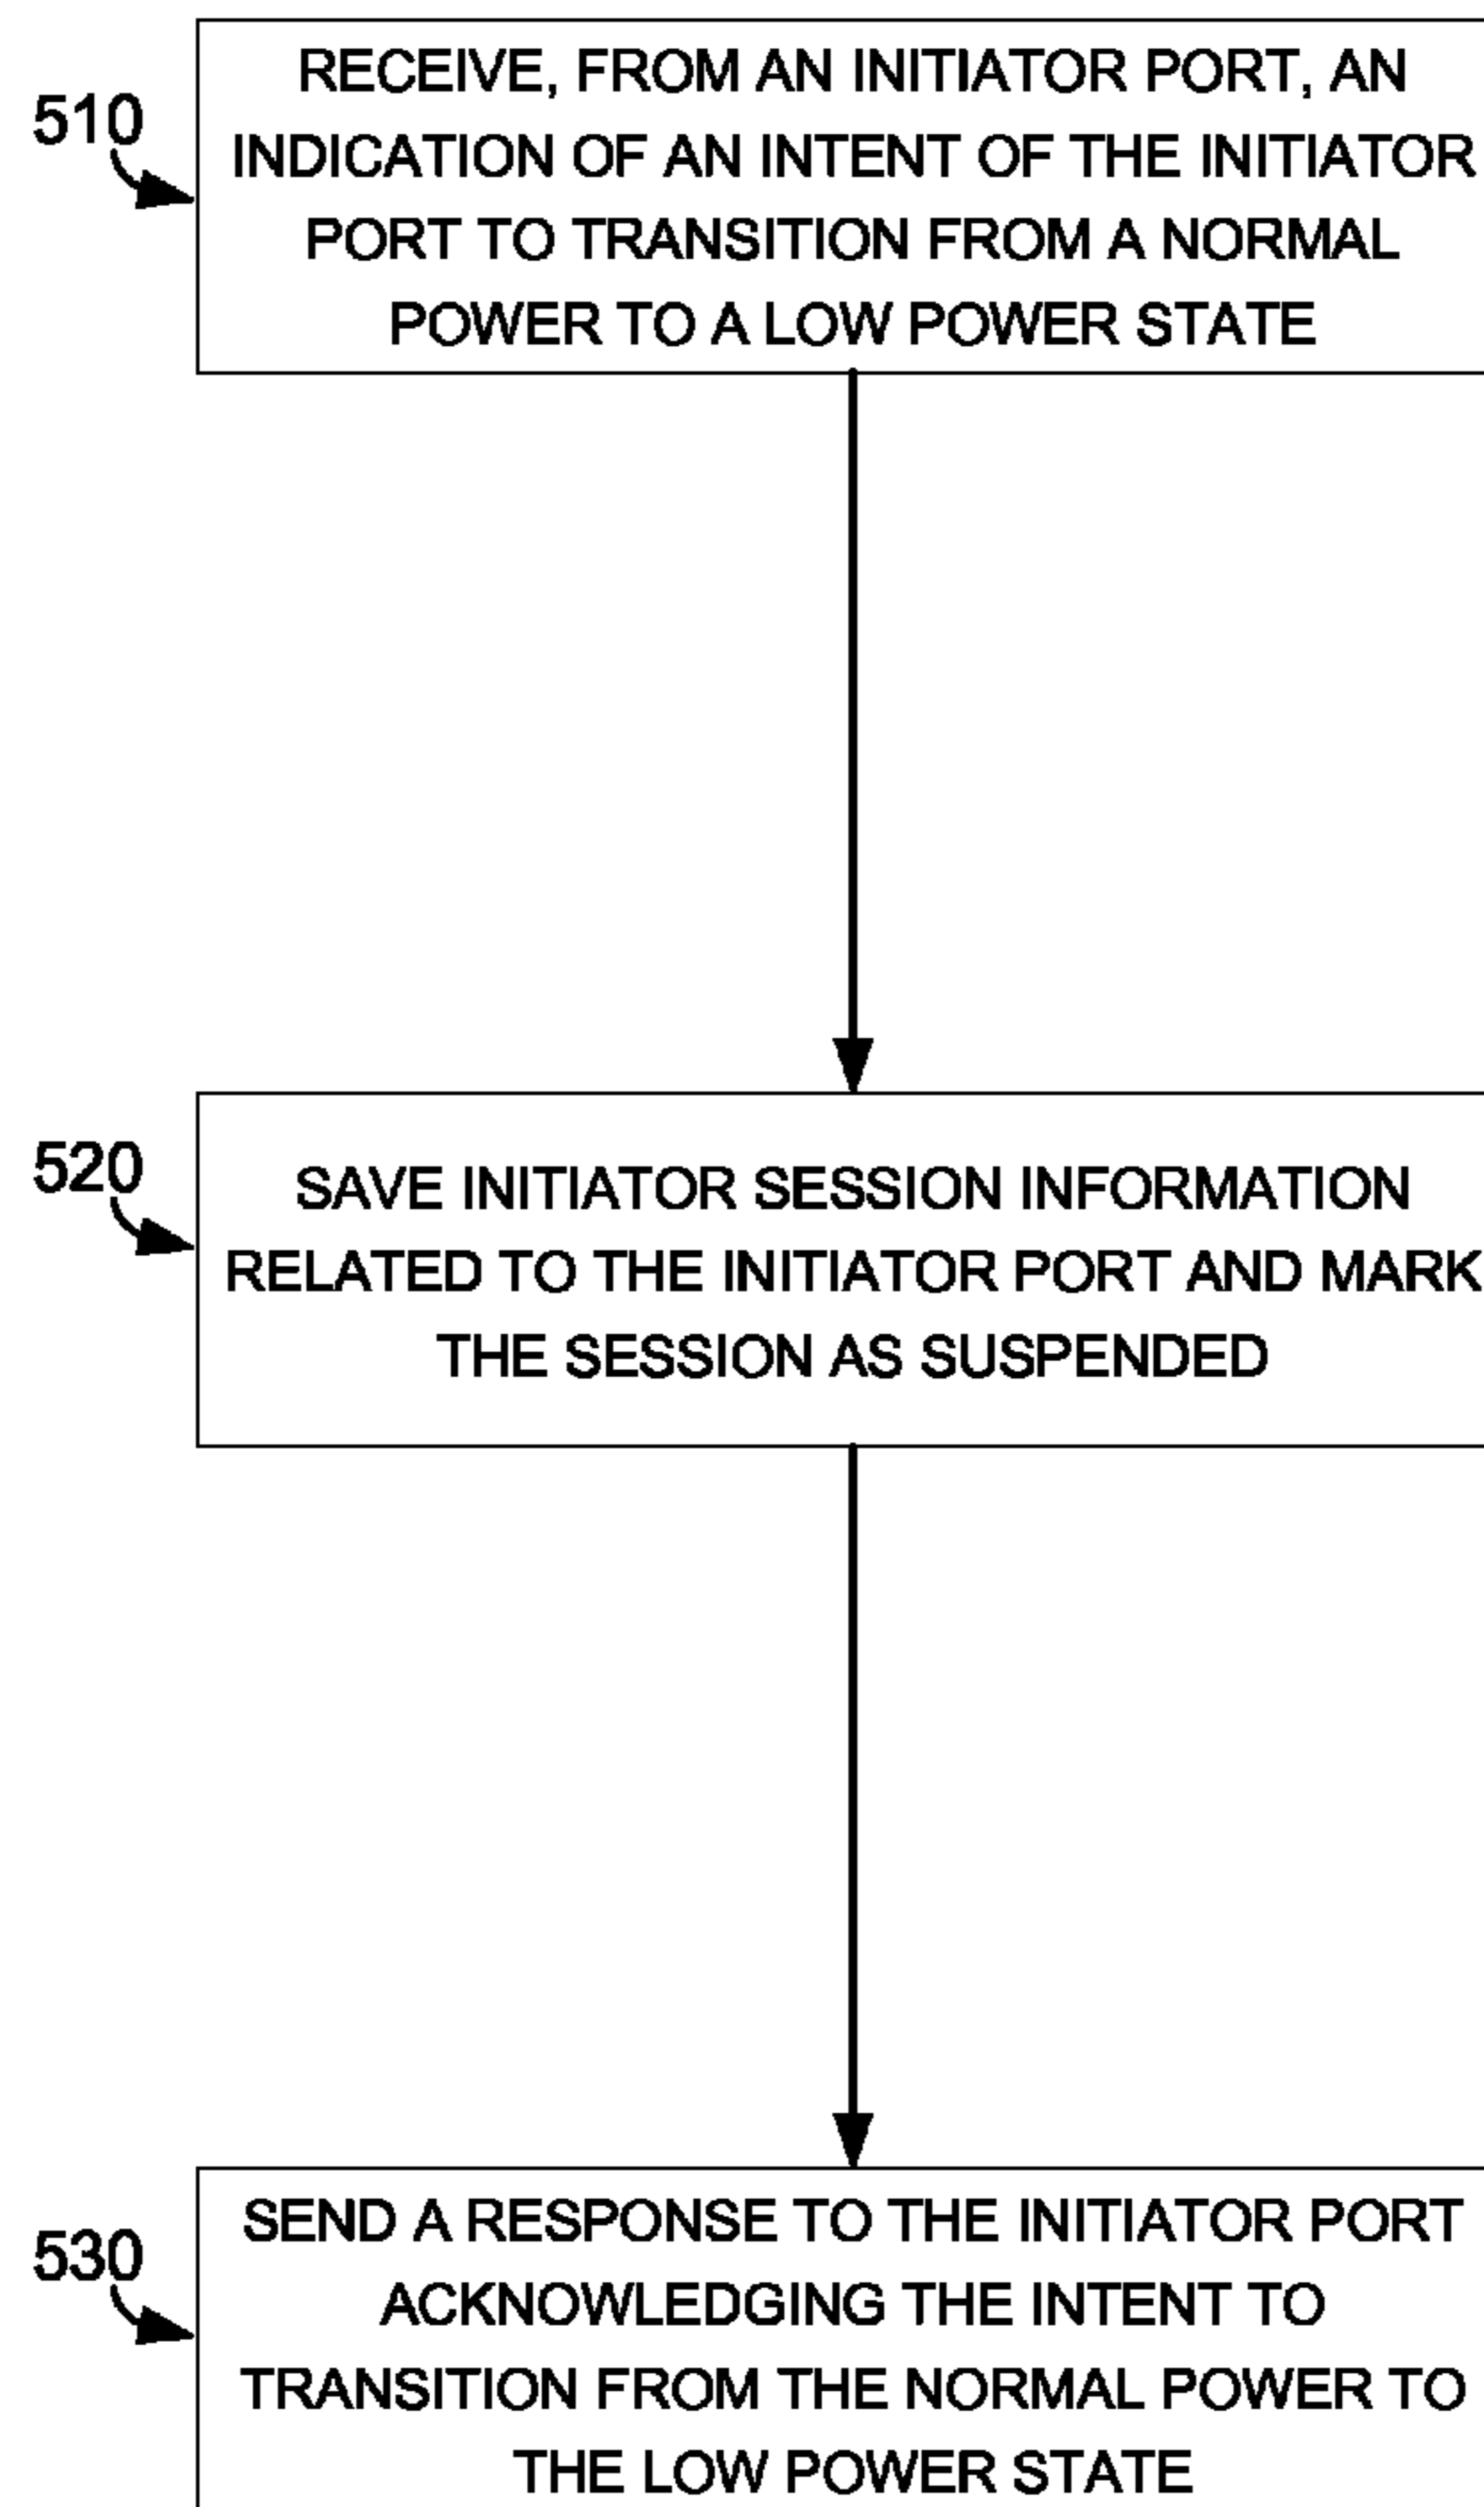 510
RECEIVE, FROM AN INITIATOR PORT, AN
INDICATION OF AN INTENT OF THE INITIATOR
PORT TO TRANSITION FROM A NORMAL
POWER TO A LOW POWER STATE
520
SAVE INITIATOR SESSION INFORMATION
RELATED TO THE INITIATOR PORT AND MARK
THE SESSION AS SUSPENDED
530
SEND A RESPONSE TO THE INITIATOR PORT
ACKNOWLEDGING THE INTENT TO
TRANSITION FROM THE NORMAL POWER TO
THE LOW POWER STATE